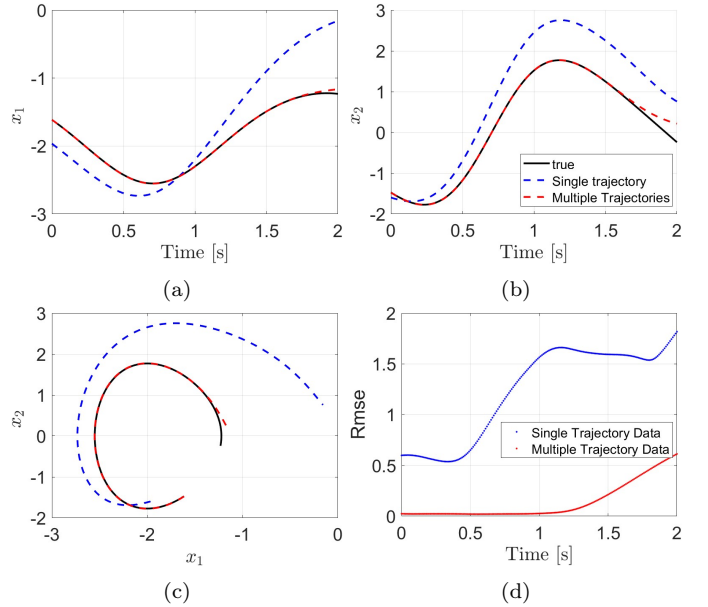 0
-1
-2
-3
x1
0 0.5 1 1.5 2
Time [s]
(a)
3
2
1
0
-1
-2
x2
true
Single trajectory
Multiple Trajectories
0 0.5 1 1.5 2
Time [s]
(b)
3
2
1
0
-1
-2
x2
-3 -2 -1 0
x1
(c)
2
1.5
1
0.5
0
Rmse
Single Trajectory Data
Multiple Trajectory Data
0 0.5 1 1.5 2
Time [s]
(d)